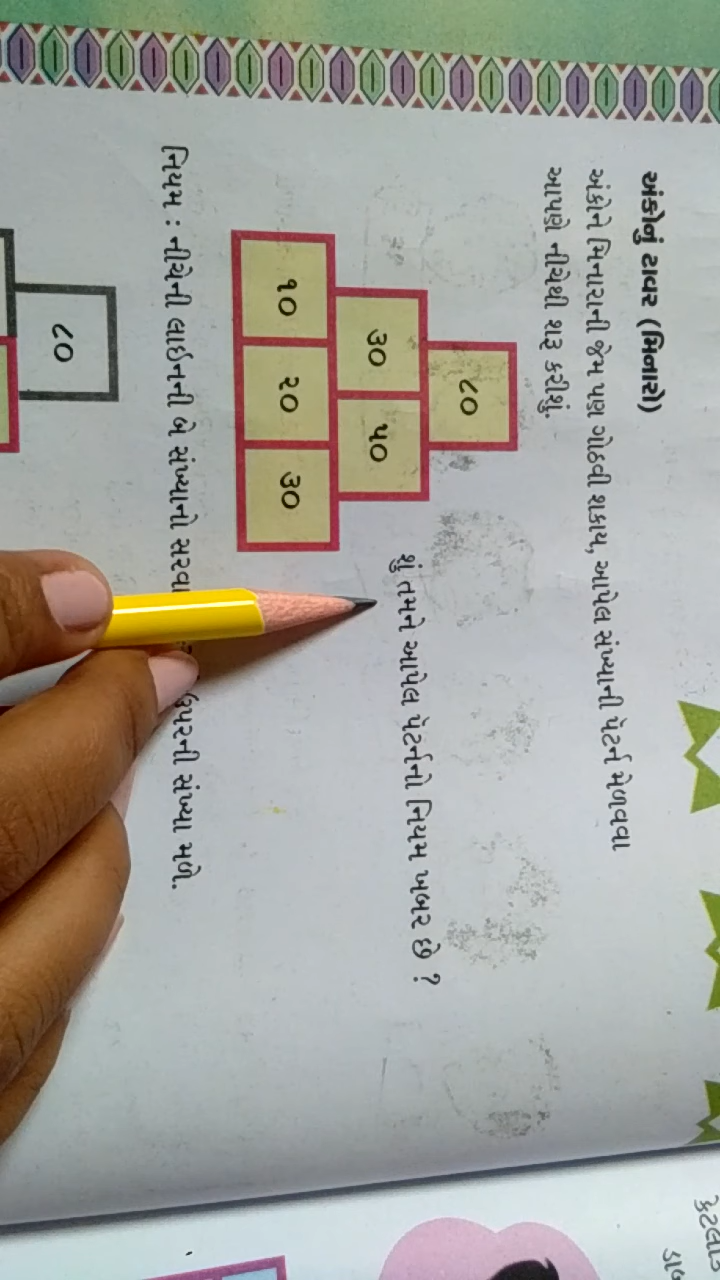 અંકોનું ટાવર (મિનારો)
અંકોને મિનારાની જેમ પણ ગોઠવી શકાય, આપેલ સંખ્યાની પેટર્ન મેળવવા
આપણે નીચેથી શરૂ કરીશું.
૮૦
૩૦ ૫૦
શું તમને આપેલ પેટર્નનો નિયમ ખબર છે ?
૧૦ ૨૦ ૩૦
નિયમ : નીચેની લાઈનની બે સંખ્યાનો ઉપરની સંખ્યા મળે.
૮૦
કેટલાક